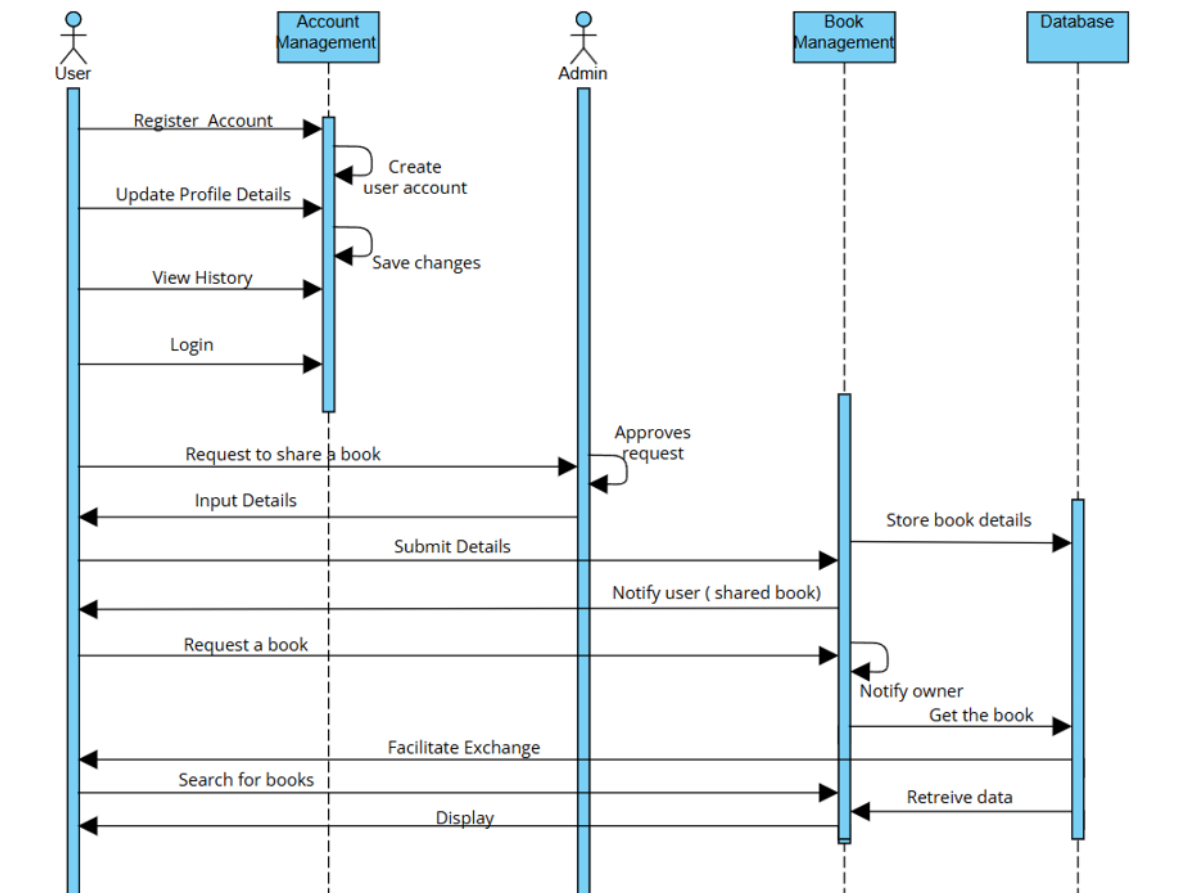 Account
Management
Book
Management
Database
User
Admin
Register Account
Create
user account
Update Profile Details
Save changes
View History
Login
Approves
request
Request to share a book
Input Details
Store book details
Submit Details
Notify user ( shared book)
Request a book
Notify owner
Get the book
Facilitate Exchange
Search for books
Retreive data
Display